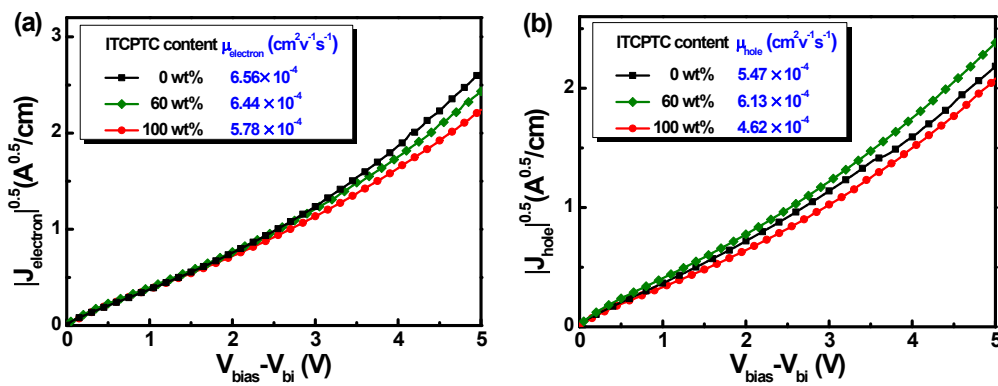 (a)
ITCPTC content μelectron (cm²v⁻¹s⁻¹)
0 wt% 6.56×10⁻⁴
60 wt% 6.44×10⁻⁴
100 wt% 5.78×10⁻⁴
|Jelectron|^0.5(A^0.5/cm)
3
2
1
0
0 1 2 3 4 5
Vbias-Vbi (V)
(b)
ITCPTC content μhole (cm²v⁻¹s⁻¹)
0 wt% 5.47×10⁻⁴
60 wt% 6.13×10⁻⁴
100 wt% 4.62×10⁻⁴
|Jhole|^0.5(A^0.5/cm)
2
1
0
0 1 2 3 4 5
Vbias-Vbi (V)